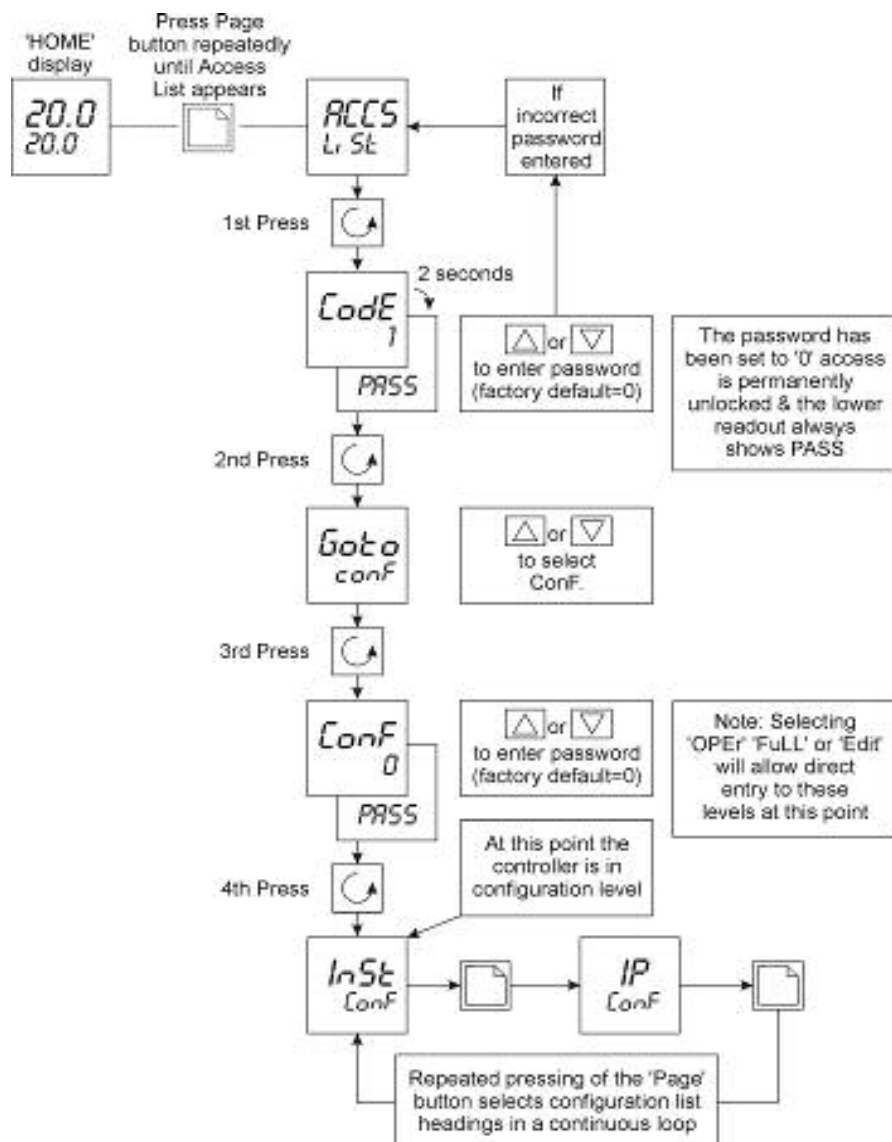 'HOME'
display
Press Page
button repeatedly
until Access
List appears
20.0
20.0
ACCS
Li St
If
incorrect
password
entered
1st Press
CodE
1
2 seconds
PASS
△ or ▽
to enter password
(factory default=0)
The password has
been set to '0' access
is permanently
unlocked & the lower
readout always
shows PASS
2nd Press
Goto
conF
△ or ▽
to select
ConF.
3rd Press
ConF
0
PASS
△ or ▽
to enter password
(factory default=0)
Note: Selecting
'OPEr' 'FuLL' or 'Edit'
will allow direct
entry to these
levels at this point
4th Press
At this point the
controller is in
configuration level
InSt
ConF
IP
ConF
Repeated pressing of the 'Page'
button selects configuration list
headings in a continuous loop